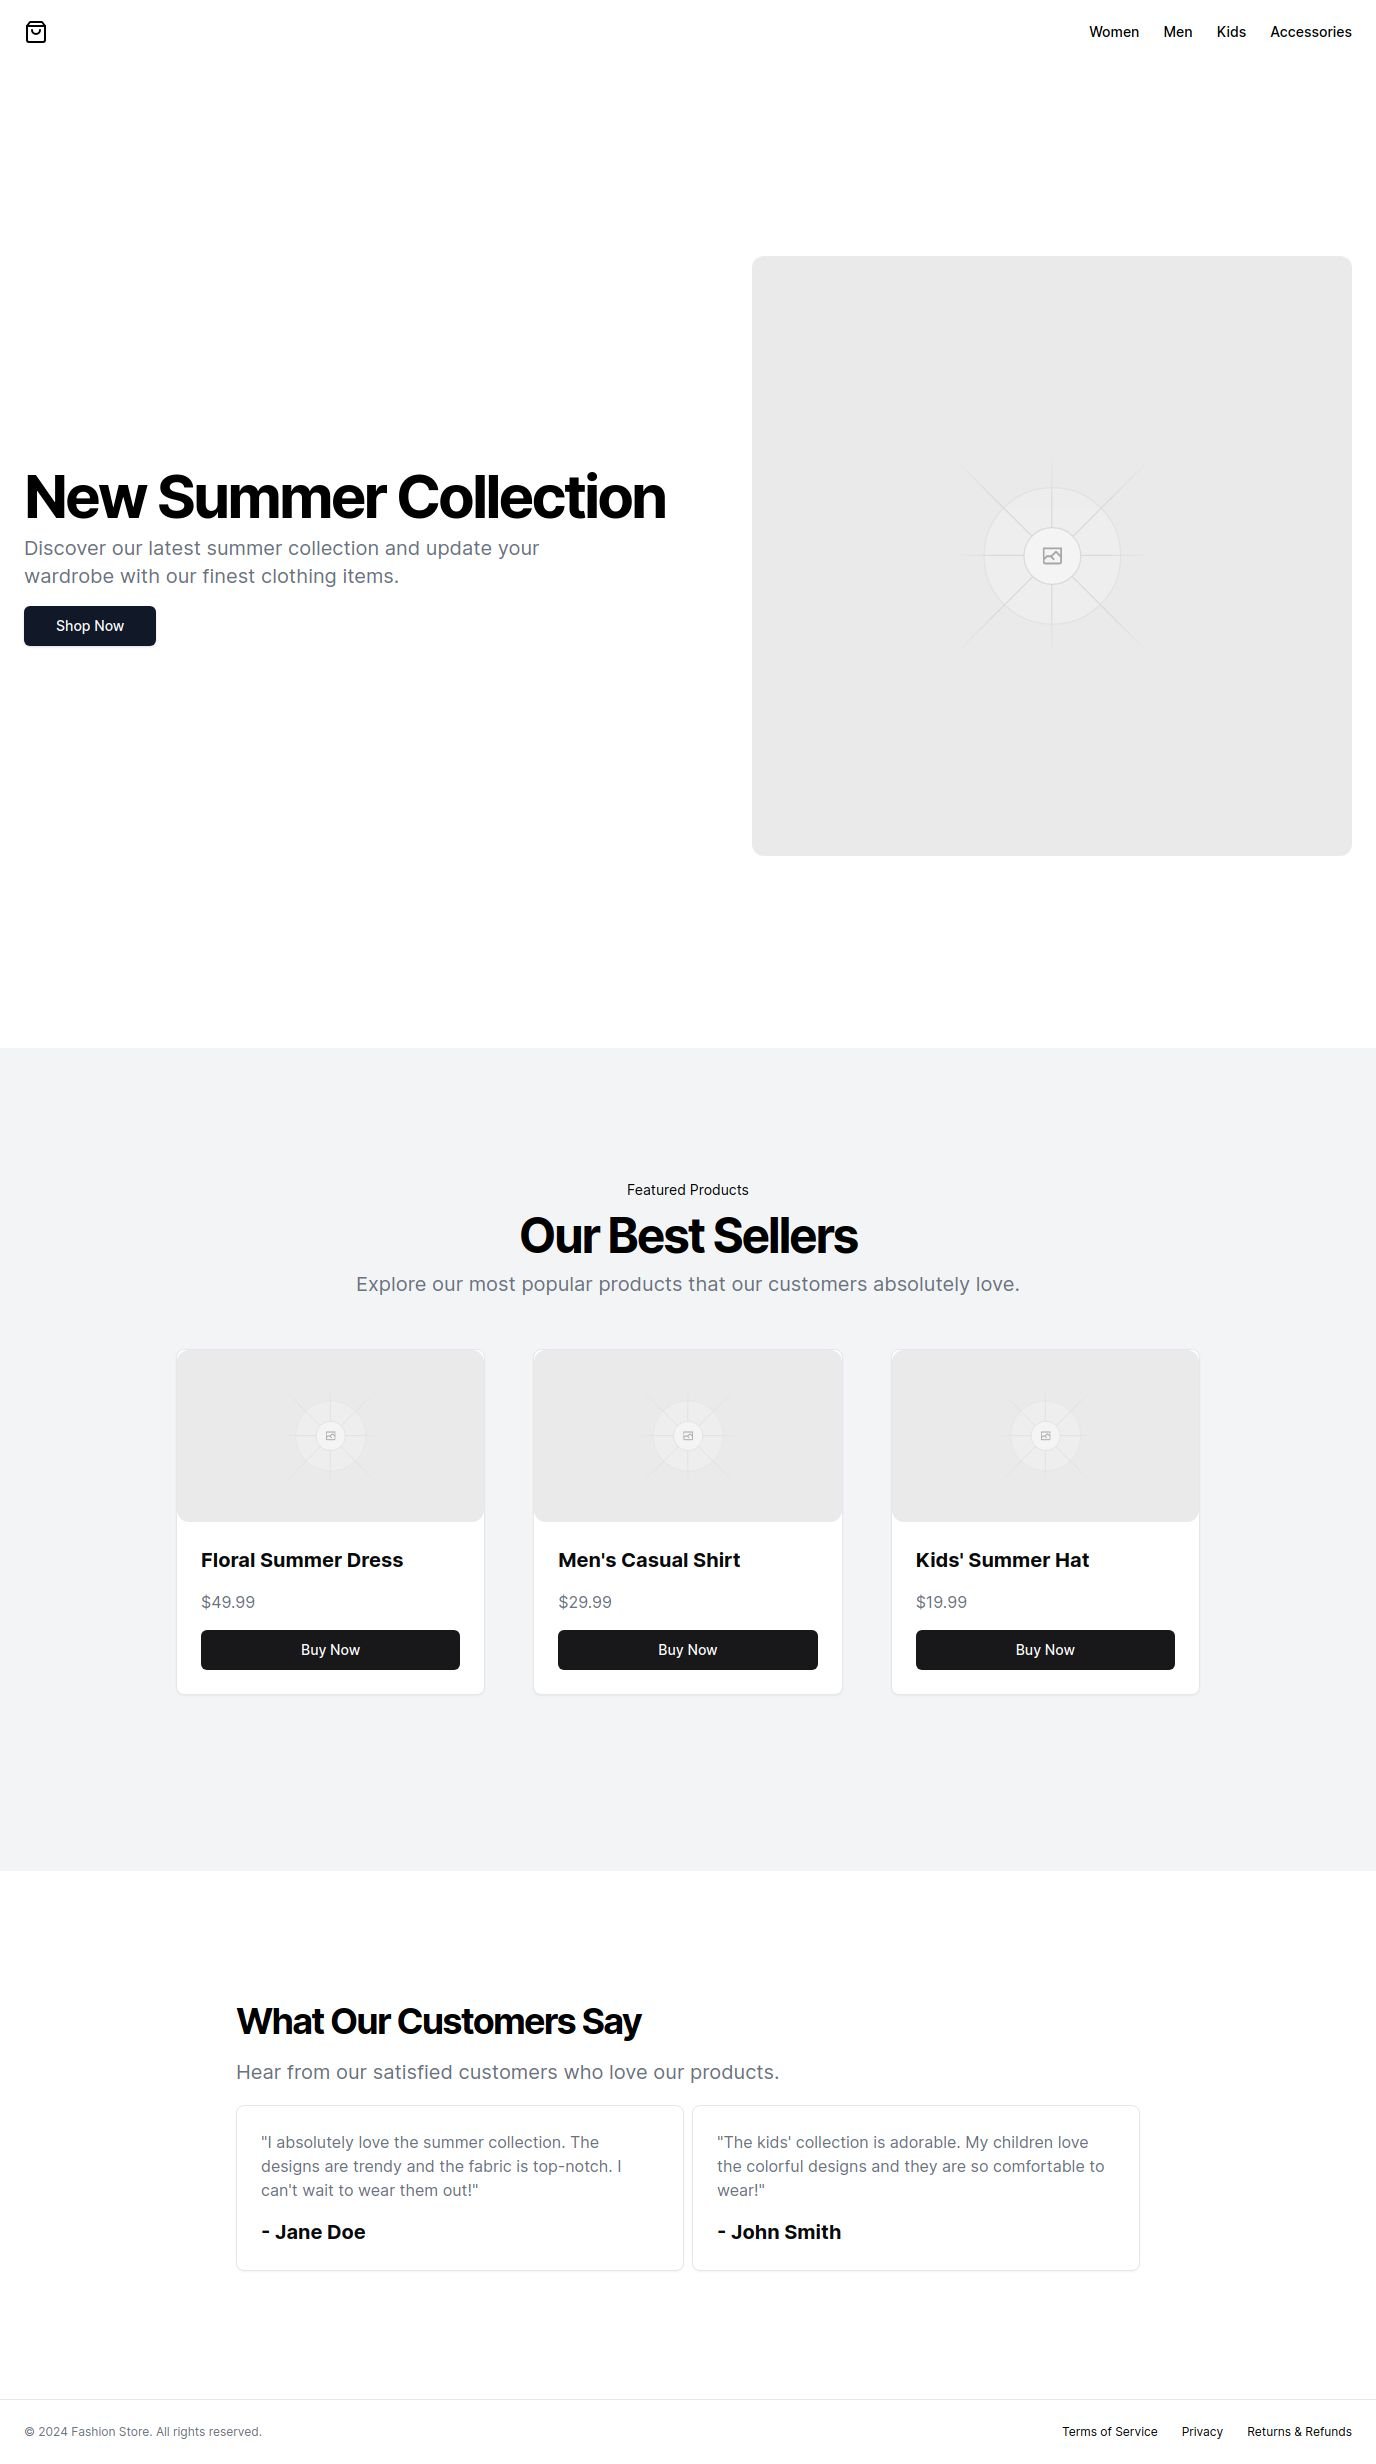 Women Men Kids Accessories
New Summer Collection
Discover our latest summer collection and update your
wardrobe with our finest clothing items.
Shop Now
Featured Products
Our Best Sellers
Explore our most popular products that our customers absolutely love.
Floral Summer Dress
$49.99
Buy Now
Men's Casual Shirt
$29.99
Buy Now
Kids' Summer Hat
$19.99
Buy Now
What Our Customers Say
Hear from our satisfied customers who love our products.
"I absolutely love the summer collection. The
designs are trendy and the fabric is top-notch. I
can't wait to wear them out!"
- Jane Doe
"The kids' collection is adorable. My children love
the colorful designs and they are so comfortable to
wear!"
- John Smith
© 2024 Fashion Store. All rights reserved.
Terms of Service Privacy Returns & Refunds